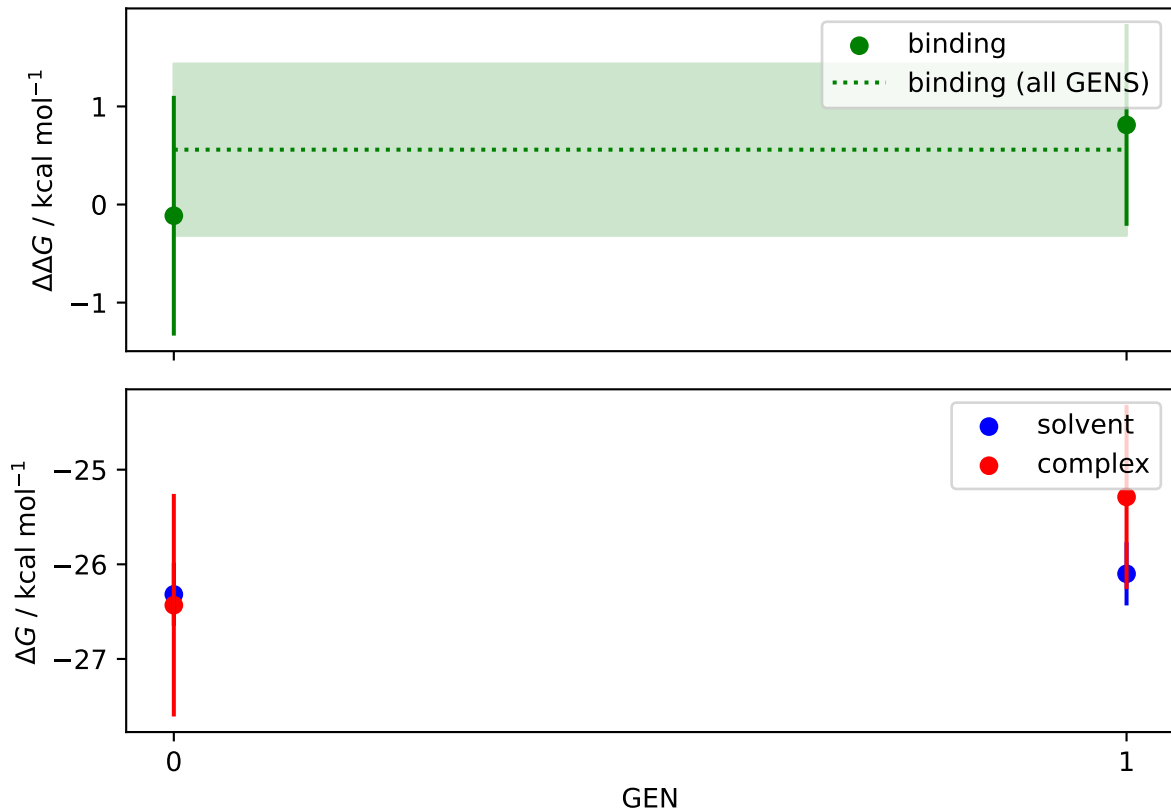 binding
binding (all GENS)
1
0
−1
ΔΔG / kcal mol⁻¹
solvent
complex
−25
−26
−27
ΔG / kcal mol⁻¹
0
1
GEN